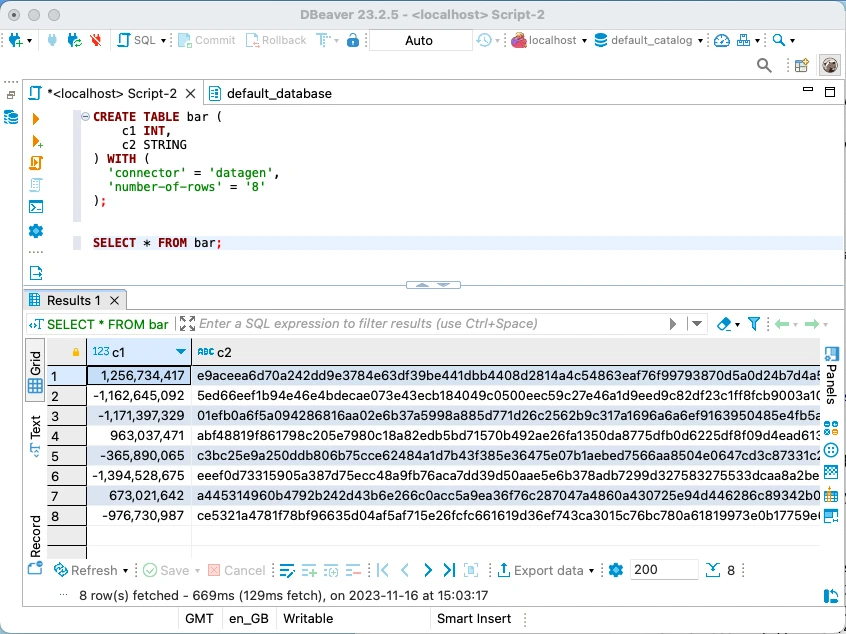 DBeaver 23.2.5 - <localhost> Script-2
SQL Commit Rollback Auto localhost default_catalog
*<localhost> Script-2 default_database
CREATE TABLE bar (
c1 INT,
c2 STRING
) WITH (
'connector' = 'datagen',
'number-of-rows' = '8'
);
SELECT * FROM bar;
Results 1
SELECT * FROM bar Enter a SQL expression to filter results (use Ctrl+Space)
Grid
Text
Record
Panels
123 c1 ABC c2
1 1,256,734,417 e9aceea6d70a242dd9e3784e63df39be441dbb4408d2814a4c54863eaf76f99793870d5a0d24b7d4a8
2 -1,162,645,092 5ed66eef1b94e46e4bdecae073e43ecb184049c0500eec59c27e46a1d9eed9c82df23c1ff8fcb9003a10
3 -1,171,397,329 01efb0a6f5a094286816aa02e6b37a5998a885d771d26c2562b9c317a1696a6a6ef9163950485e4fb5a
4 963,037,471 abf48819f861798c205e7980c18a82edb5bd71570b492ae26fa1350da8775dfb0d6225df8f09d4ead613
5 -365,890,065 c3bc25e9a250ddb806b75cce62484a1d7b43f385e36475e07b1aebed7566aa8504e0647cd3c87331c2
6 -1,394,528,675 eeef0d73315905a387d75ecc48a9fb76aca7dd39d50aae5e6b378adb7299d327583275533dcaa8a2be
7 673,021,642 a445314960b4792b242d43b6e266c0acc5a9ea36f76c287047a4860a430725e94d446286c89342b0
8 -976,730,987 ce5321a4781f78bf96635d04af5af715e26fcfc661619d36ef743ca3015c76bc780a61819973e0b17759e
Refresh Save Cancel Export data 200 8
8 row(s) fetched - 669ms (129ms fetch), on 2023-11-16 at 15:03:17
GMT en_GB Writable Smart Insert